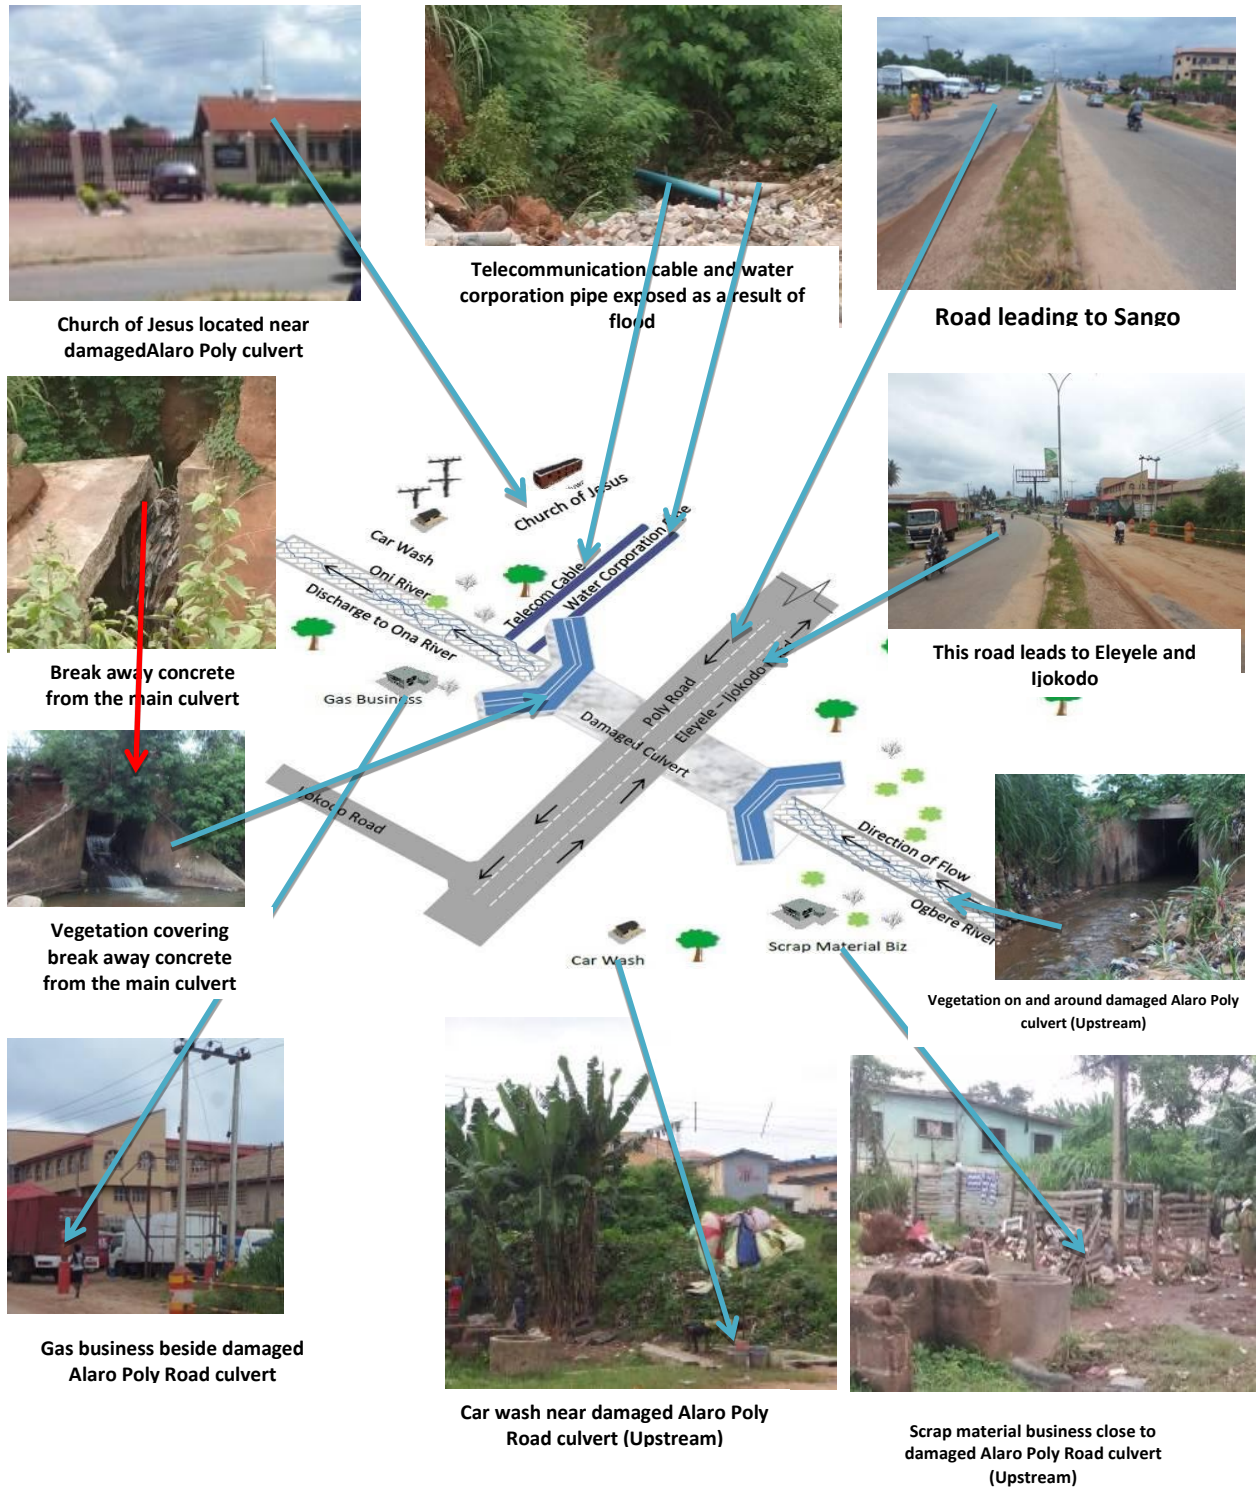 Church of Jesus located near
damagedAlaro Poly culvert
Telecommunication cable and water
corporation pipe exposed as a result of
flood
Road leading to Sango
Break away concrete
from the main culvert
This road leads to Eleyele and
Ijokodo
Church of Jesus
Car Wash
Oni River
Discharge to Ona River
Telecom Cable
Water Corporation Pipe
Gas Business
Poly Road
Eleyele – Ijokodo
Damaged Culvert
Ijokodo Road
Direction of Flow
Ogbere River
Scrap Material Biz
Car Wash
Vegetation covering
break away concrete
from the main culvert
Vegetation on and around damaged Alaro Poly
culvert (Upstream)
Gas business beside damaged
Alaro Poly Road culvert
Car wash near damaged Alaro Poly
Road culvert (Upstream)
Scrap material business close to
damaged Alaro Poly Road culvert
(Upstream)